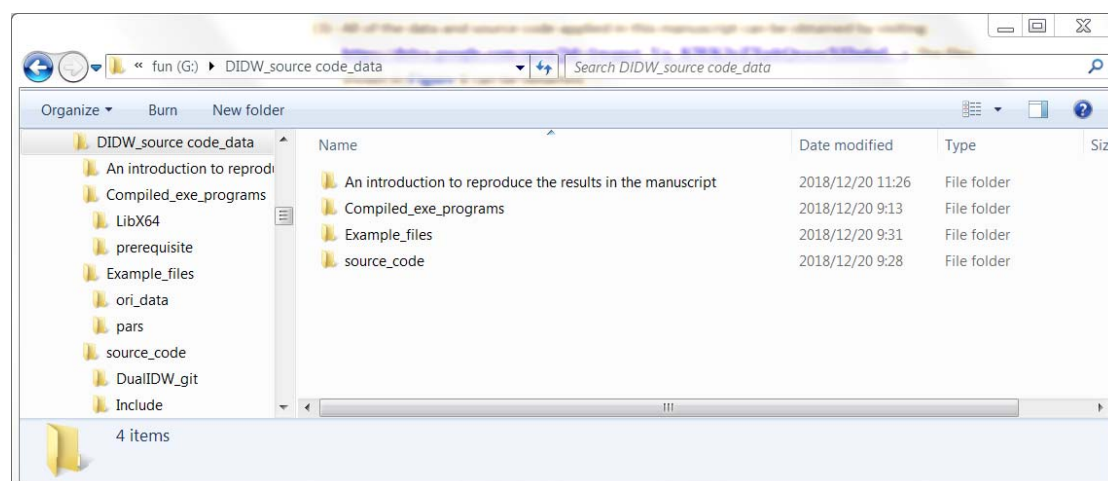 « fun (G:) ▸ DIDW_source code_data Search DIDW_source code_data
Organize Burn New folder
DIDW_source code_data
An introduction to reprod
Compiled_exe_programs
LibX64
prerequisite
Example_files
ori_data
pars
source_code
DualIDW_git
Include
Name Date modified Type Siz
An introduction to reproduce the results in the manuscript 2018/12/20 11:26 File folder
Compiled_exe_programs 2018/12/20 9:13 File folder
Example_files 2018/12/20 9:31 File folder
source_code 2018/12/20 9:28 File folder
4 items